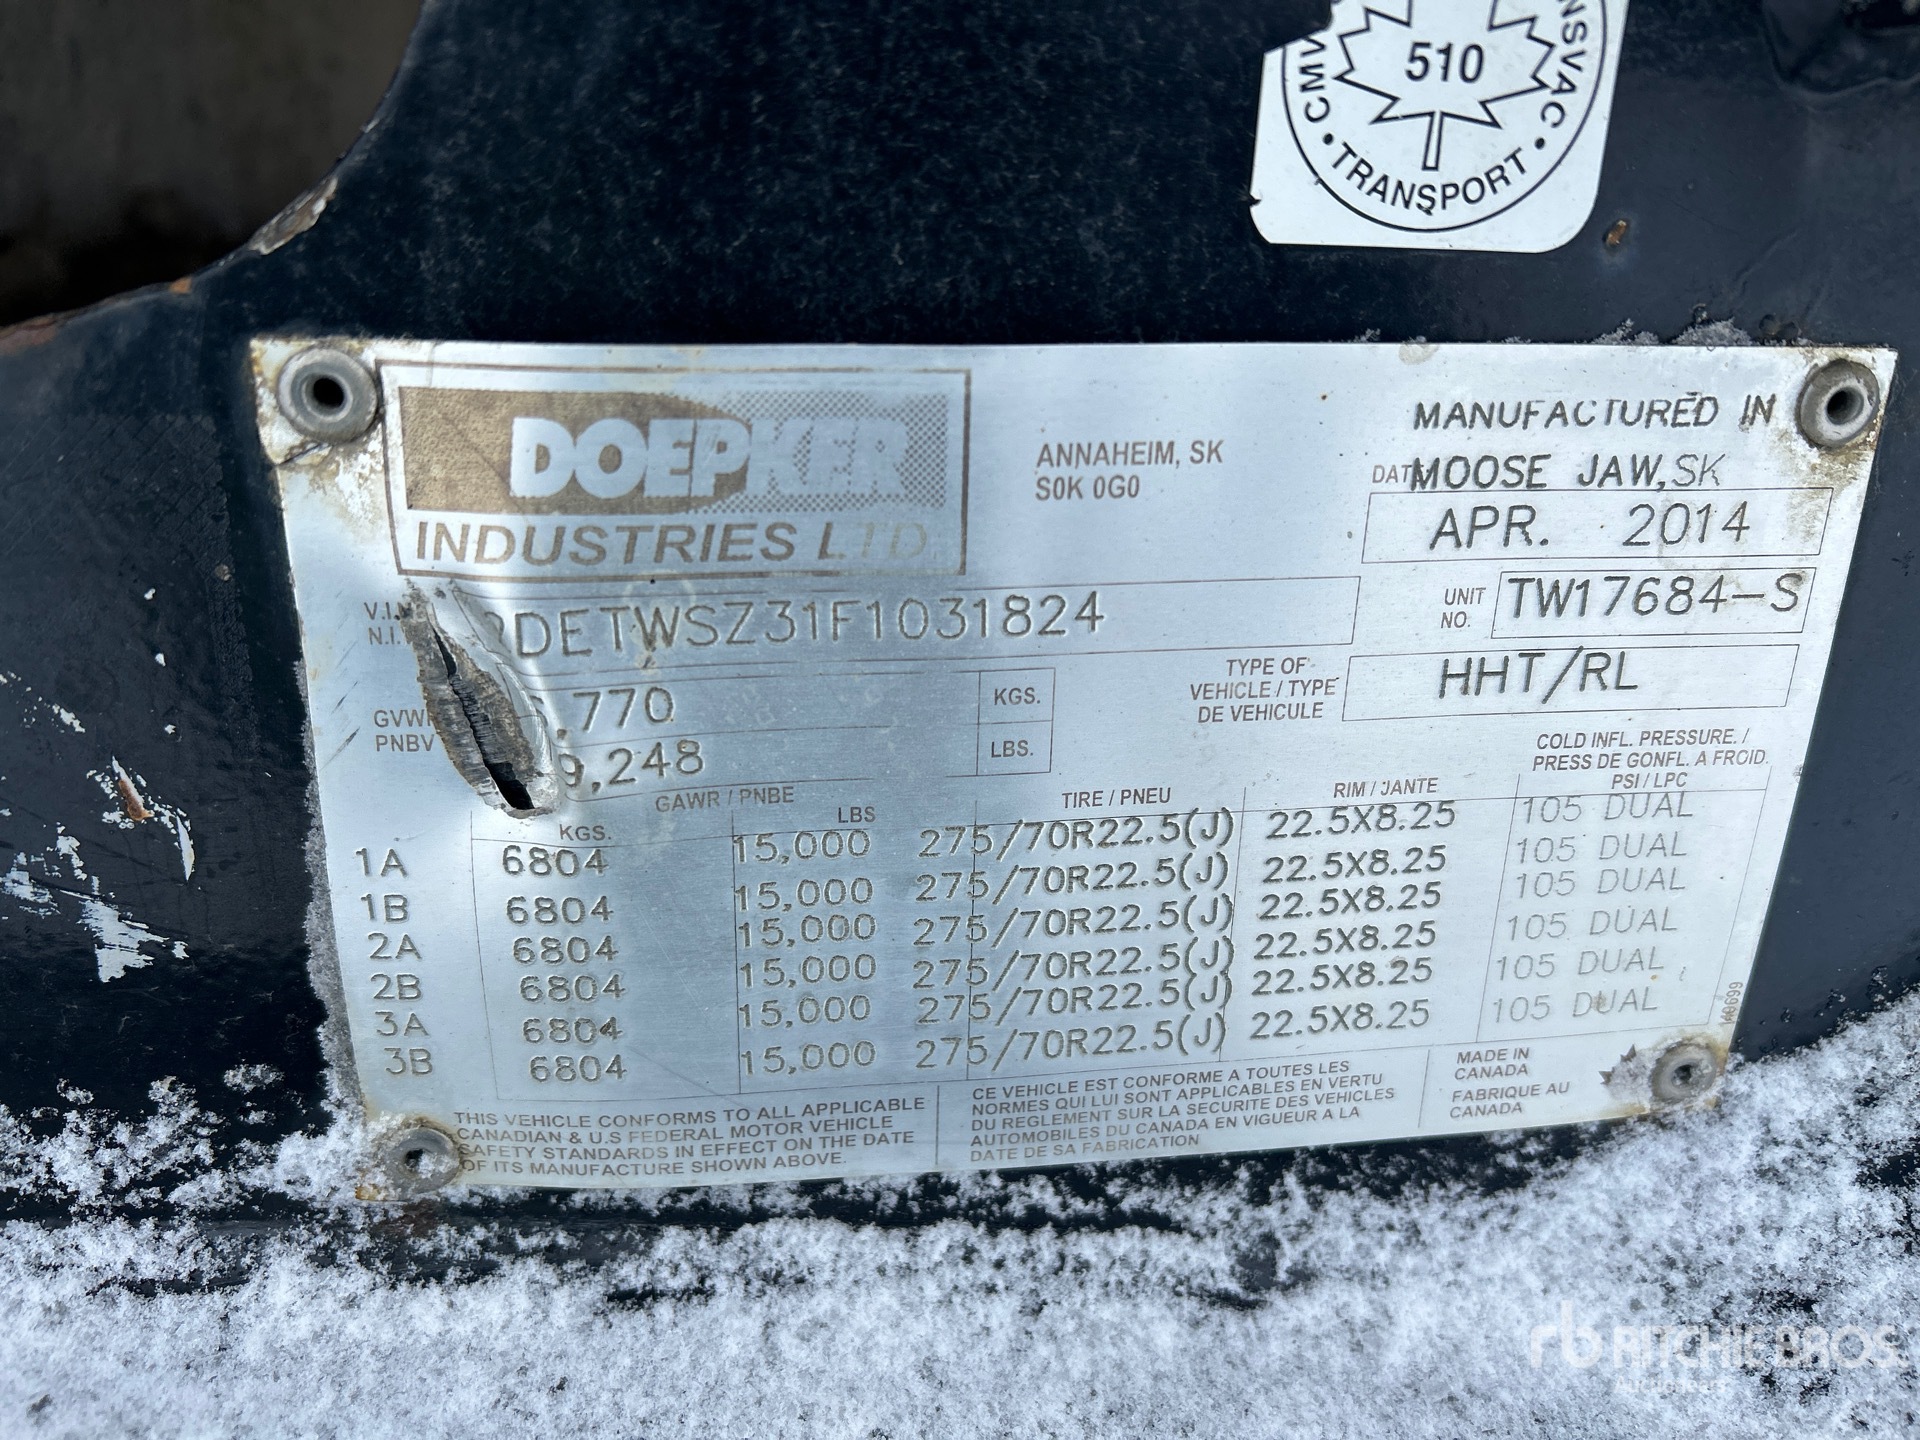 510
CMV
NSVAC
• TRANSPORT •
DOEPKER
INDUSTRIES LTD
ANNAHEIM, SK
S0K 0G0
MANUFACTURED IN
MOOSE JAW, SK
APR. 2014
V.I.N
N.I.
DETWSZ31F1031824
UNIT
NO.
TW17684-S
GVWR
PNBV
,770
KGS.
9,248
LBS.
TYPE OF
VEHICLE / TYPE
DE VEHICULE
HHT/RL
GAWR / PNBE
KGS.
LBS
TIRE / PNEU
RIM / JANTE
COLD INFL. PRESSURE. /
PRESS DE GONFL. A FROID.
PSI / LPC
1A 6804 15,000 275/70R22.5(J) 22.5X8.25 105 DUAL
1B 6804 15,000 275/70R22.5(J) 22.5X8.25 105 DUAL
2A 6804 15,000 275/70R22.5(J) 22.5X8.25 105 DUAL
2B 6804 15,000 275/70R22.5(J) 22.5X8.25 105 DUAL
3A 6804 15,000 275/70R22.5(J) 22.5X8.25 105 DUAL
3B 6804 15,000 275/70R22.5(J) 22.5X8.25 105 DUAL
THIS VEHICLE CONFORMS TO ALL APPLICABLE
CANADIAN & U.S FEDERAL MOTOR VEHICLE
SAFETY STANDARDS IN EFFECT ON THE DATE
OF ITS MANUFACTURE SHOWN ABOVE.
CE VEHICLE EST CONFORME A TOUTES LES
NORMES QUI LUI SONT APPLICABLES EN VERTU
DU REGLEMENT SUR LA SECURITE DES VEHICLES
AUTOMOBILES DU CANADA EN VIGUEUR A LA
DATE DE SA FABRICATION
MADE IN
CANADA
FABRIQUE AU
CANADA
rb RITCHIE BROS.
Auctioneers